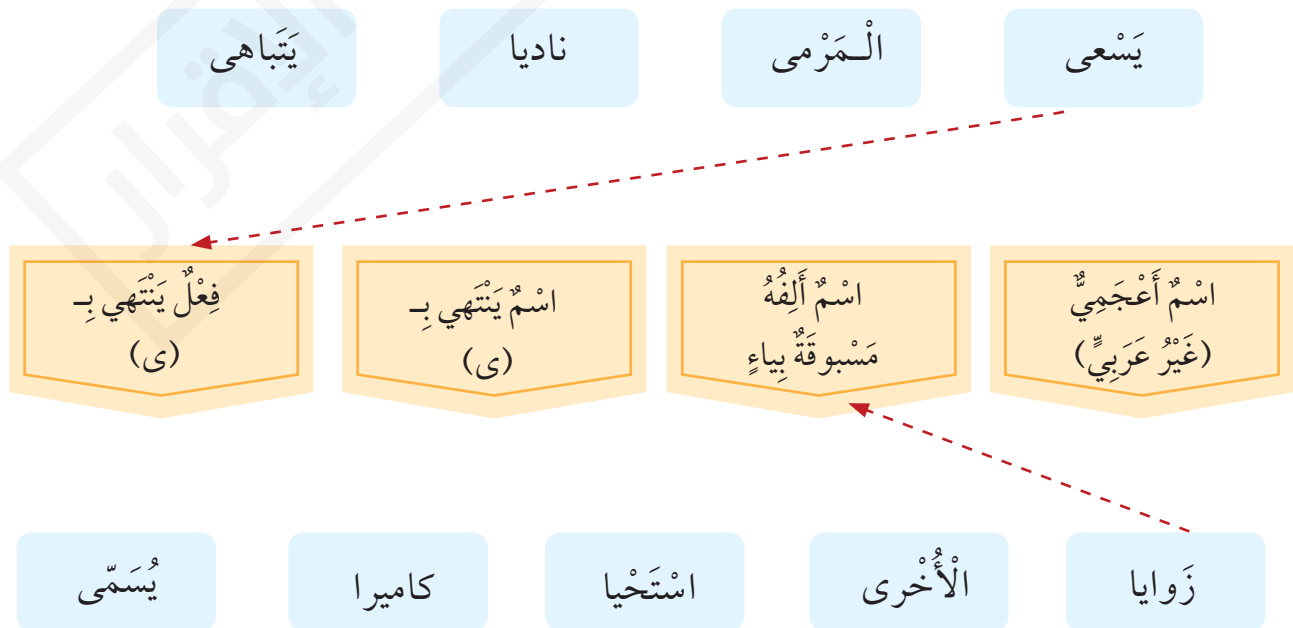 يَسْعى
الْـمَرْمى
ناديا
يَتَباهى
اسْمٌ أَعْجَمِيٌّ
(غَيْرُ عَرَبِيٍّ)
اسْمٌ أَلِفُهُ
مَسْبوقَةٌ بِياءٍ
اسْمٌ يَنْتَهي بِـ
(ى)
فِعْلٌ يَنْتَهي بِـ
(ى)
زَوايا
الْأُخْرى
اسْتَحْيا
كاميرا
يُسَمّى